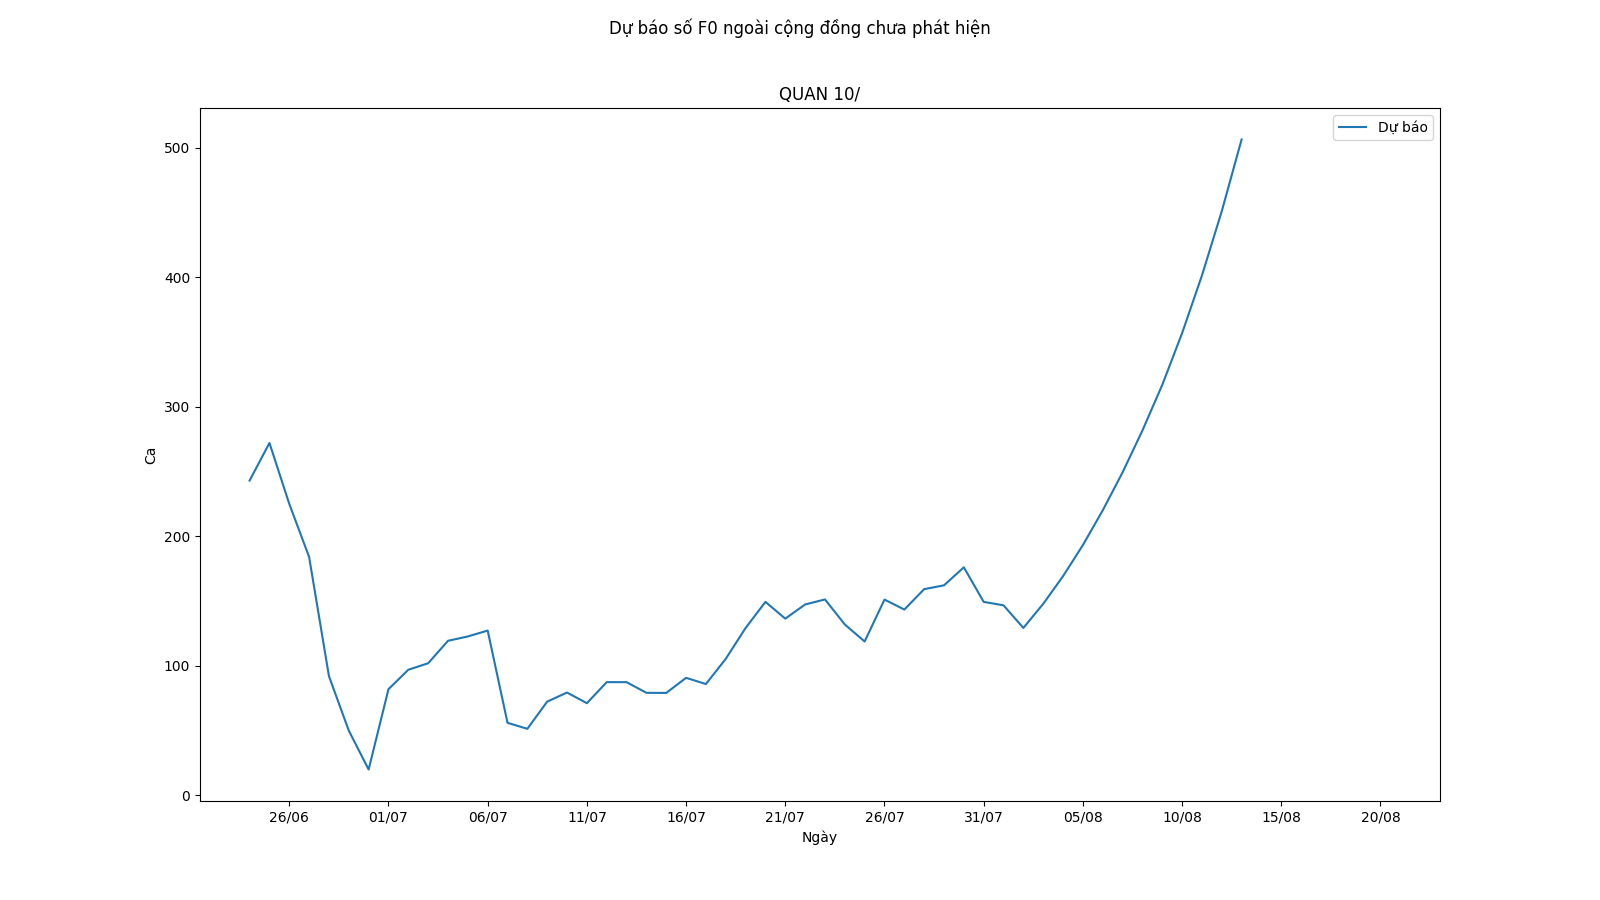 Dự báo số F0 ngoài cộng đồng chưa phát hiện
QUAN 10/
Dự báo
500
400
300
200
100
0
Ca
26/06 01/07 06/07 11/07 16/07 21/07 26/07 31/07 05/08 10/08 15/08 20/08
Ngày